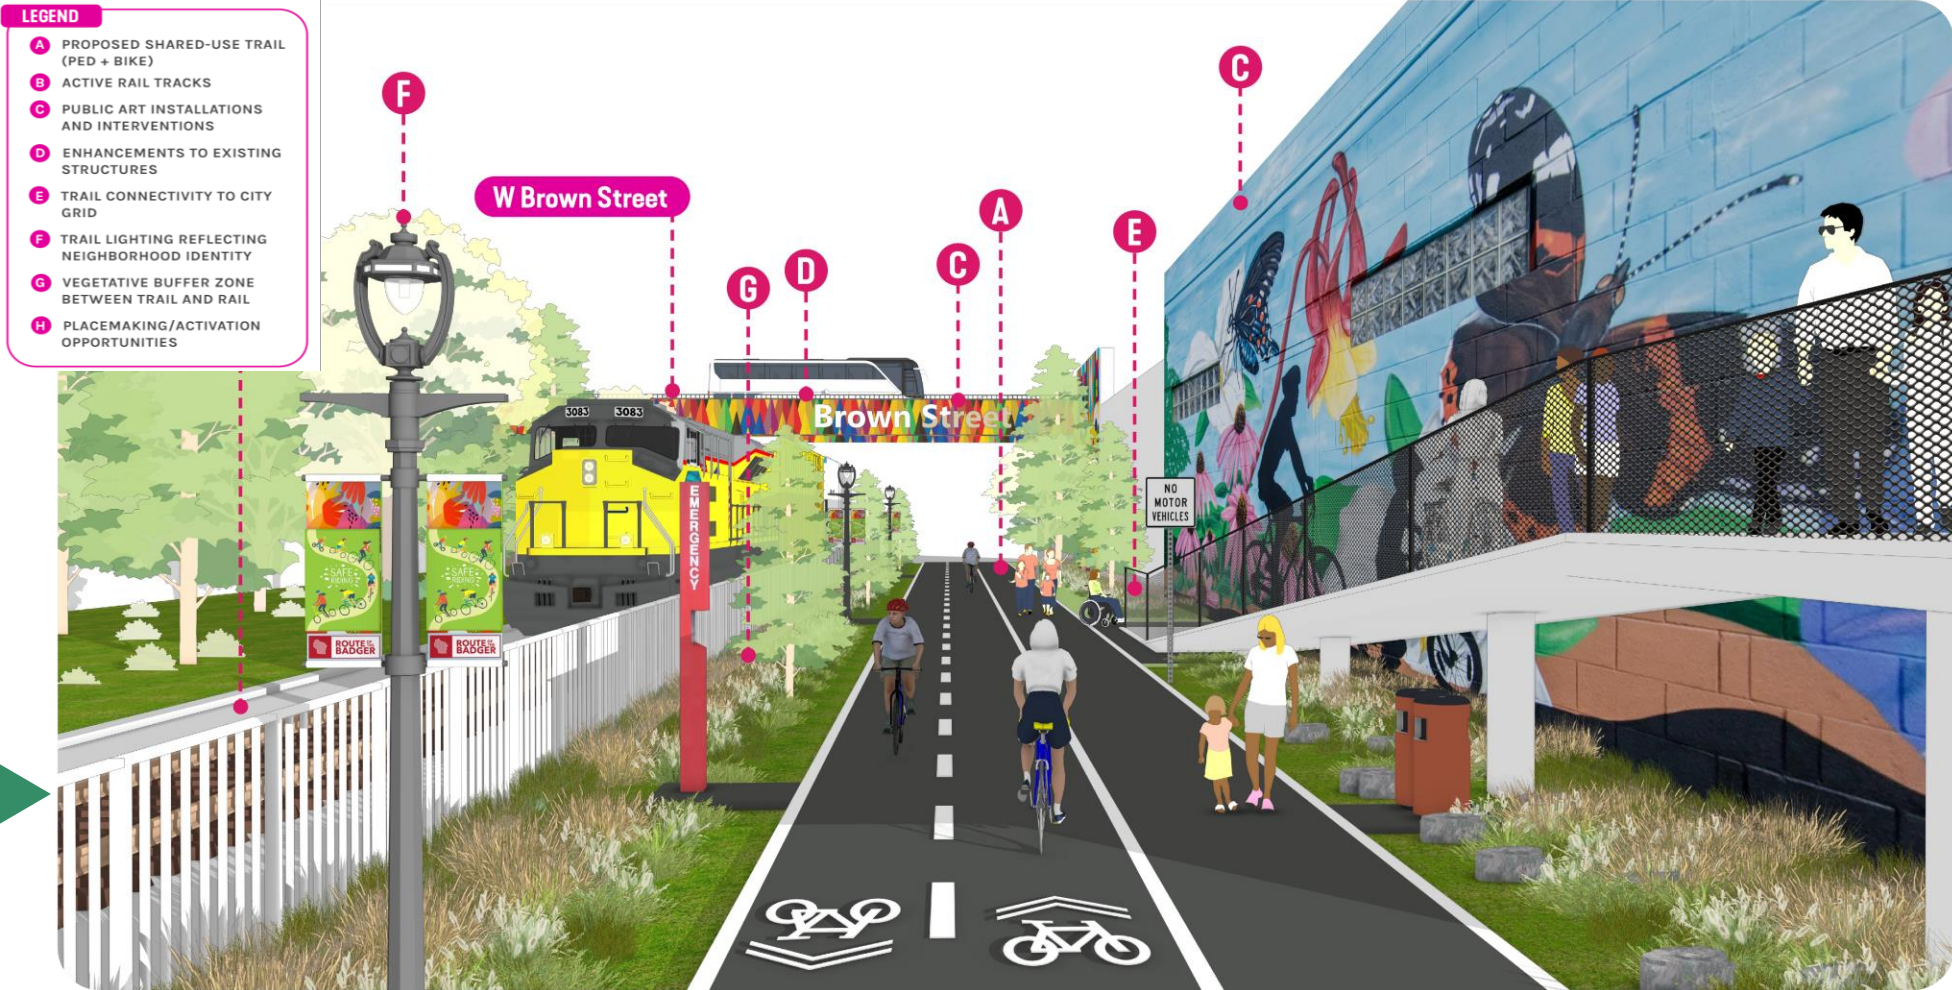 LEGEND
A PROPOSED SHARED-USE TRAIL
(PED + BIKE)
B ACTIVE RAIL TRACKS
C PUBLIC ART INSTALLATIONS
AND INTERVENTIONS
D ENHANCEMENTS TO EXISTING
STRUCTURES
E TRAIL CONNECTIVITY TO CITY
GRID
F TRAIL LIGHTING REFLECTING
NEIGHBORHOOD IDENTITY
G VEGETATIVE BUFFER ZONE
BETWEEN TRAIL AND RAIL
H PLACEMAKING/ACTIVATION
OPPORTUNITIES
F
W Brown Street
G
D
C
A
E
C
Brown Street
3083 3083
EMERGENCY
NO
MOTOR
VEHICLES
SAFE
RIDING
ROUTE OF THE
BADGER
SAFE
RIDING
ROUTE OF THE
BADGER